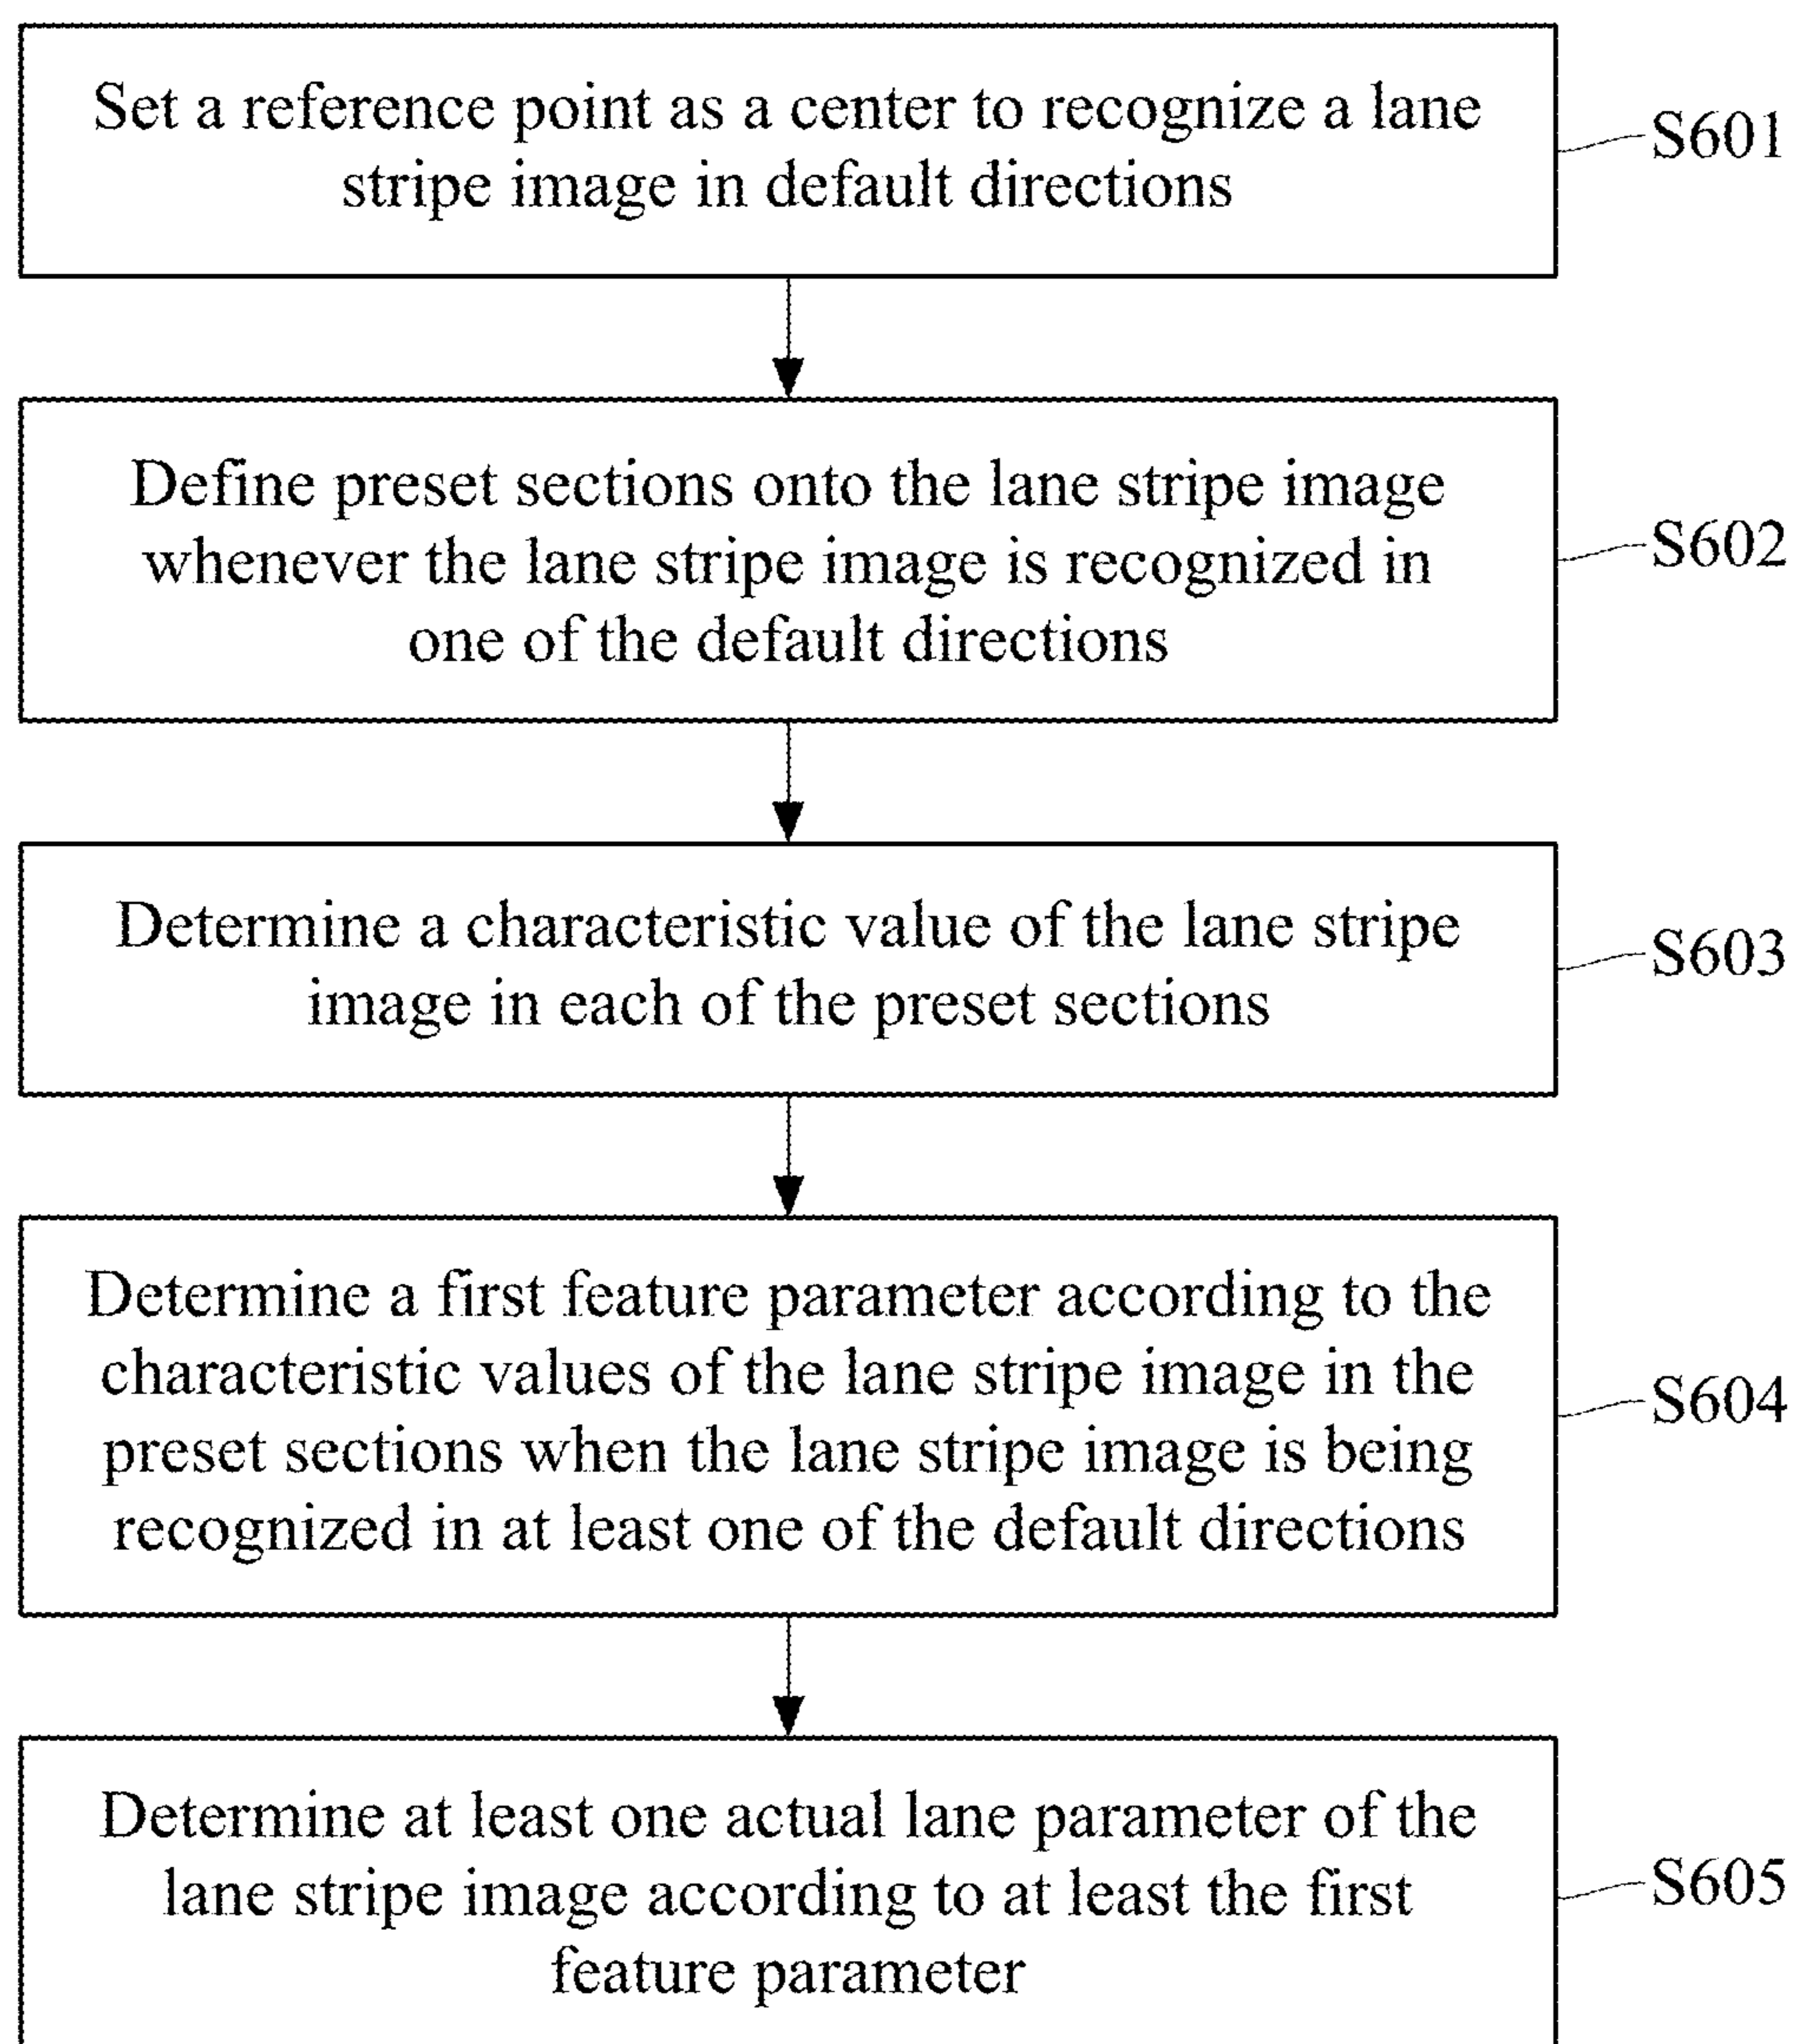 Set a reference point as a center to recognize a lane
stripe image in default directions
S601
Define preset sections onto the lane stripe image
whenever the lane stripe image is recognized in
one of the default directions
S602
Determine a characteristic value of the lane stripe
image in each of the preset sections
S603
Determine a first feature parameter according to the
characteristic values of the lane stripe image in the
preset sections when the lane stripe image is being
recognized in at least one of the default directions
S604
Determine at least one actual lane parameter of the
lane stripe image according to at least the first
feature parameter
S605